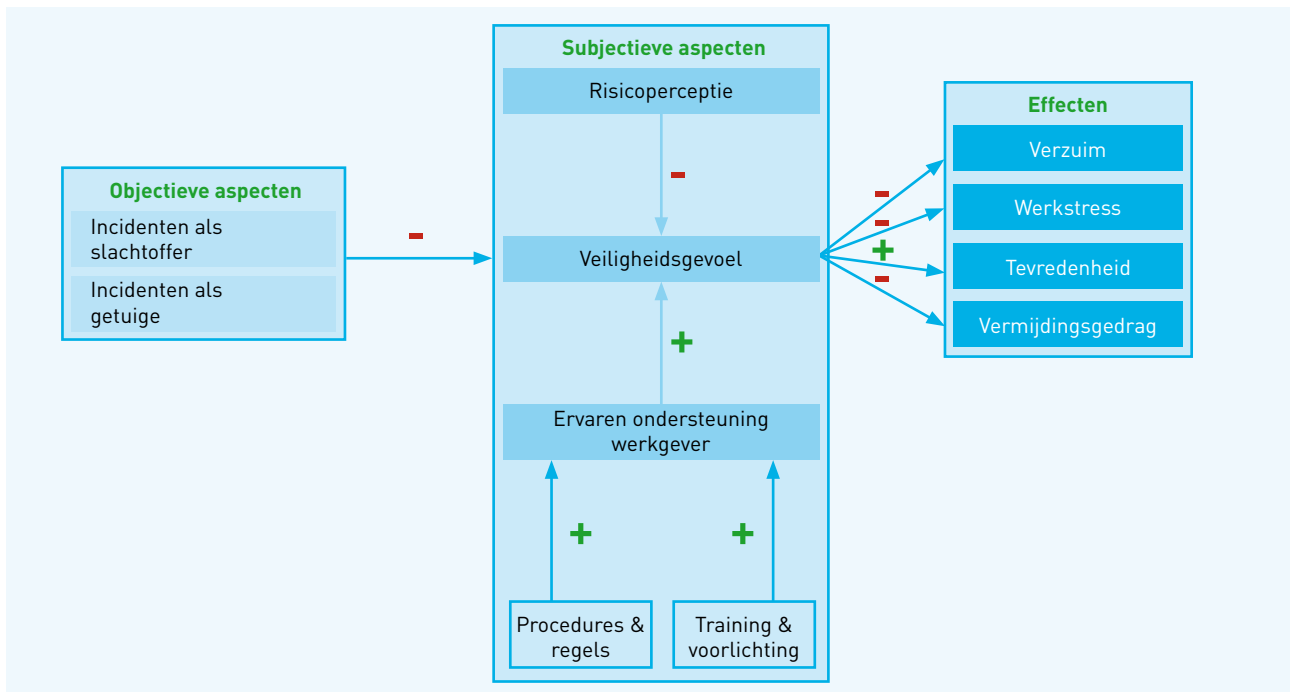 Objectieve aspecten
Incidenten als
slachtoffer
Incidenten als
getuige
-
Subjectieve aspecten
Risicoperceptie
-
Veiligheidsgevoel
+
Ervaren ondersteuning
werkgever
+
+
Procedures &
regels
Training &
voorlichting
-
-
+
-
Effecten
Verzuim
Werkstress
Tevredenheid
Vermijdingsgedrag